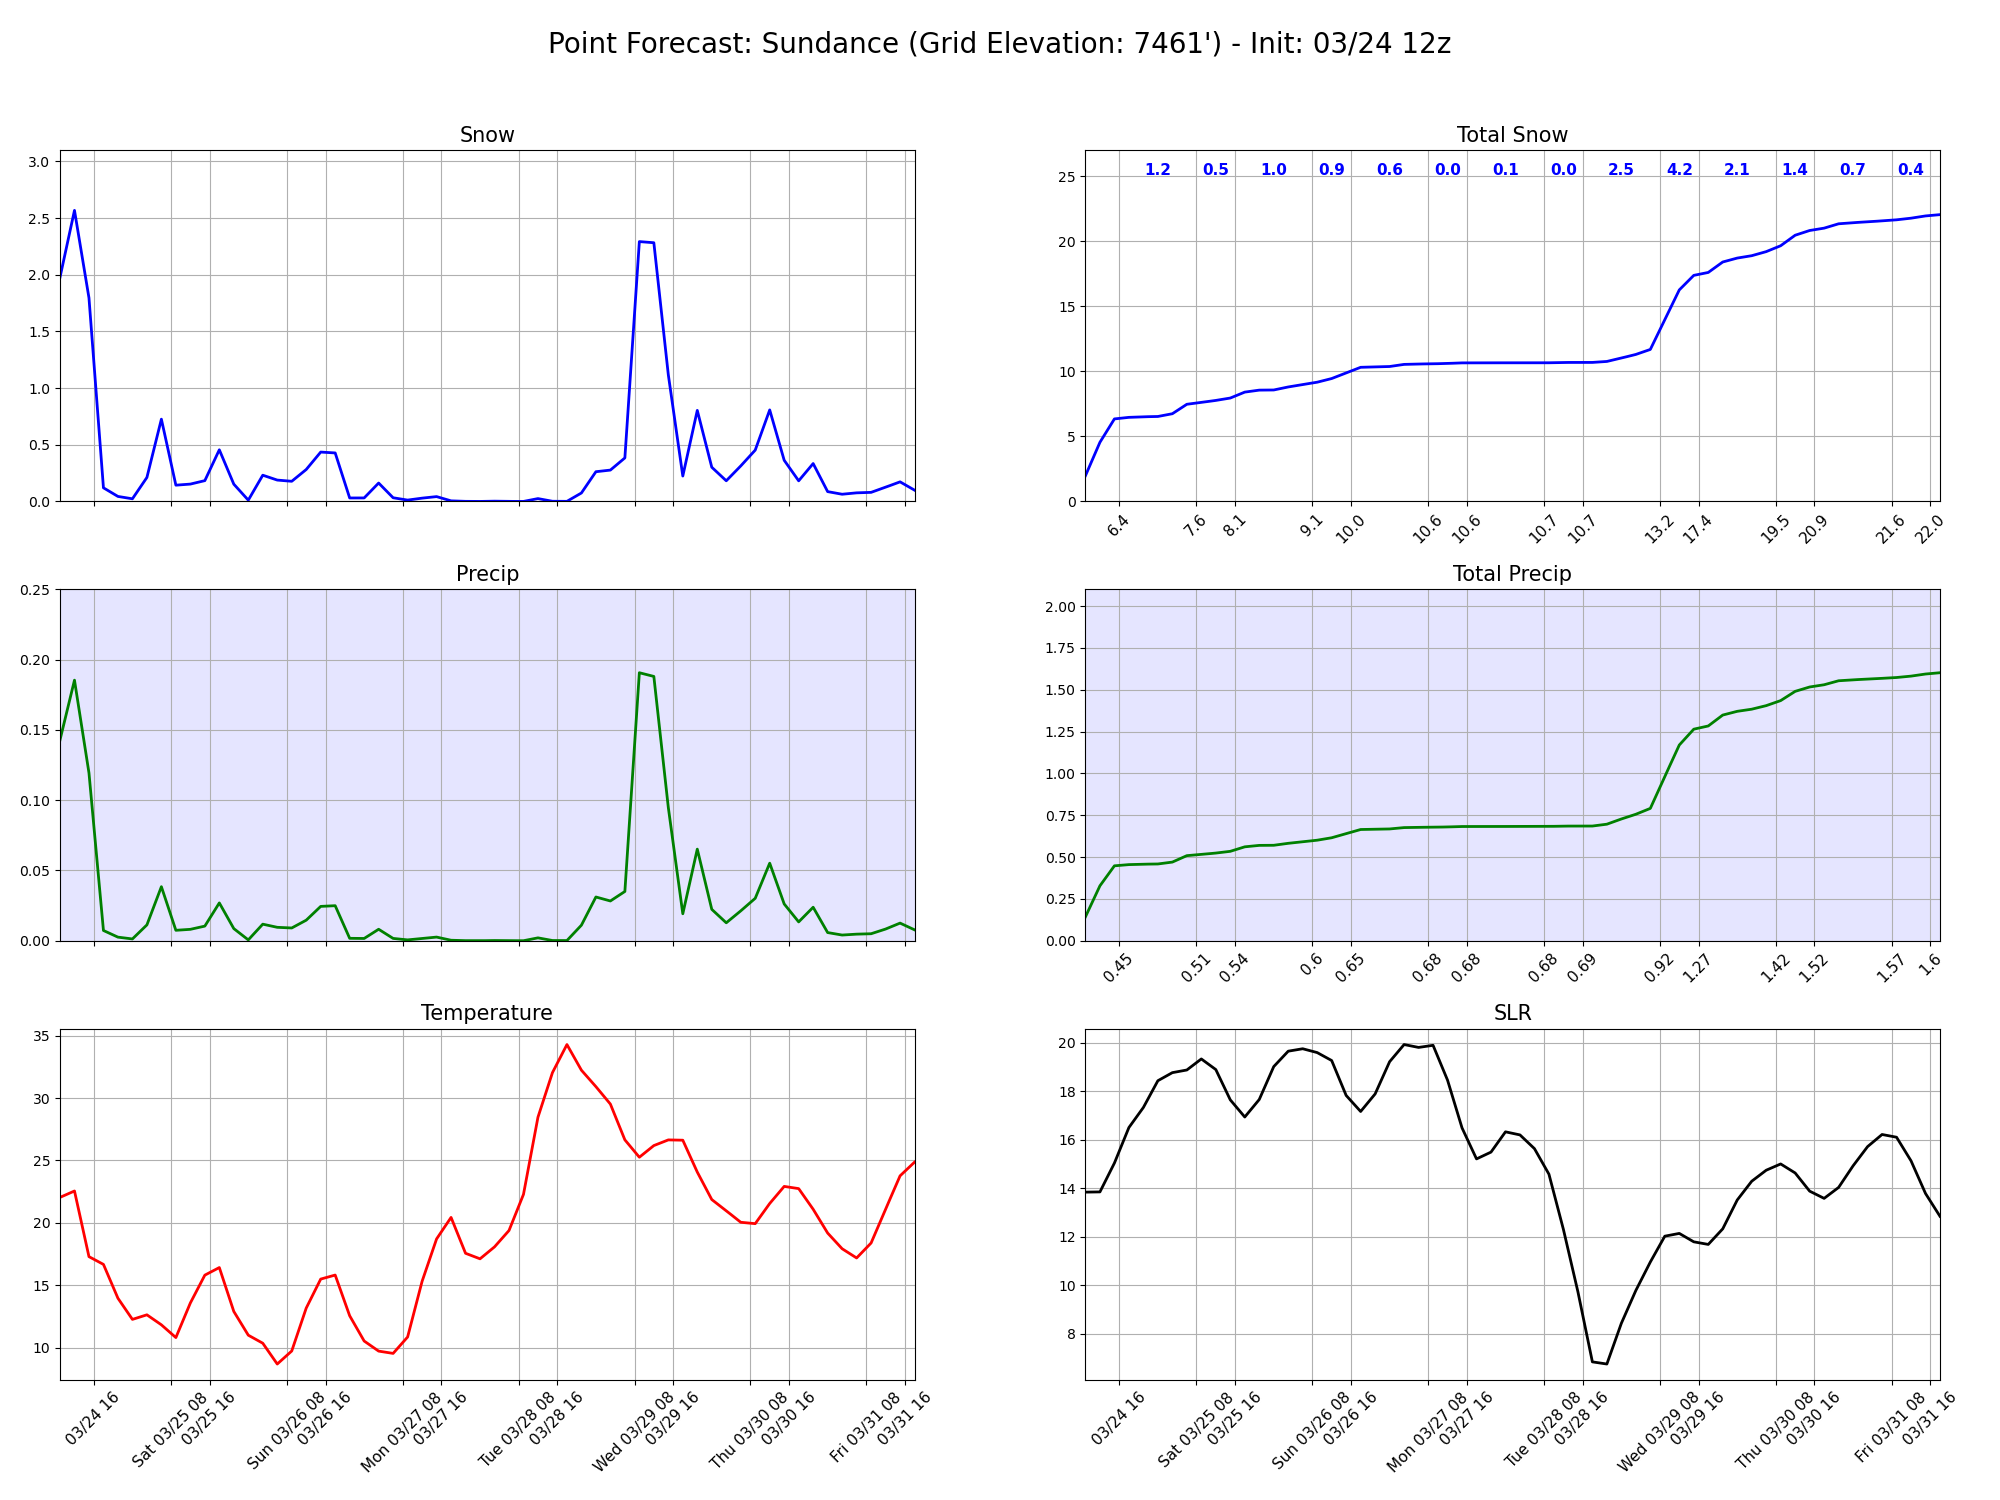 Point Forecast: Sundance (Grid Elevation: 7461') - Init: 03/24 12z
Snow
3.0
2.5
2.0
1.5
1.0
0.5
0.0
Total Snow
1.2 0.5 1.0 0.9 0.6 0.0 0.1 0.0 2.5 4.2 2.1 1.4 0.7 0.4
25
20
15
10
5
0
6.4 7.6 8.1 9.1 10.0 10.6 10.6 10.7 10.7 13.2 17.4 19.5 20.9 21.6 22.0
Precip
0.25
0.20
0.15
0.10
0.05
0.00
Total Precip
2.00
1.75
1.50
1.25
1.00
0.75
0.50
0.25
0.00
0.45 0.51 0.54 0.6 0.65 0.68 0.68 0.68 0.69 0.92 1.27 1.42 1.52 1.57 1.6
Temperature
35
30
25
20
15
10
03/24 16
Sat 03/25 08
03/25 16
Sun 03/26 08
03/26 16
Mon 03/27 08
03/27 16
Tue 03/28 08
03/28 16
Wed 03/29 08
03/29 16
Thu 03/30 08
03/30 16
Fri 03/31 08
03/31 16
SLR
20
18
16
14
12
10
8
03/24 16
Sat 03/25 08
03/25 16
Sun 03/26 08
03/26 16
Mon 03/27 08
03/27 16
Tue 03/28 08
03/28 16
Wed 03/29 08
03/29 16
Thu 03/30 08
03/30 16
Fri 03/31 08
03/31 16